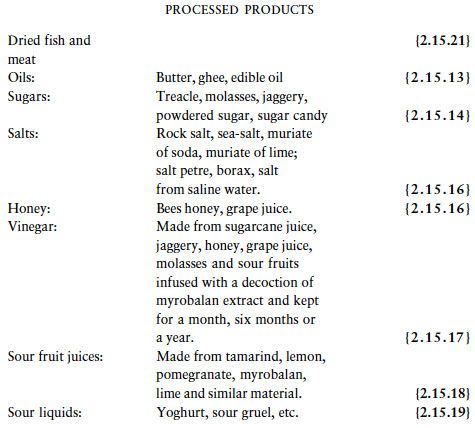 PROCESSED PRODUCTS
Dried fish and {2.15.21}
meat
Oils: Butter, ghee, edible oil {2.15.13}
Sugars: Treacle, molasses, jaggery,
powdered sugar, sugar candy {2.15.14}
Salts: Rock salt, sea-salt, muriate
of soda, muriate of lime;
salt petre, borax, salt
from saline water. {2.15.16}
Honey: Bees honey, grape juice. {2.15.16}
Vinegar: Made from sugarcane juice,
jaggery, honey, grape juice,
molasses and sour fruits
infused with a decoction of
myrobalan extract and kept
for a month, six months or
a year. {2.15.17}
Sour fruit juices: Made from tamarind, lemon,
pomegranate, myrobalan,
lime and similar material. {2.15.18}
Sour liquids: Yoghurt, sour gruel, etc. {2.15.19}